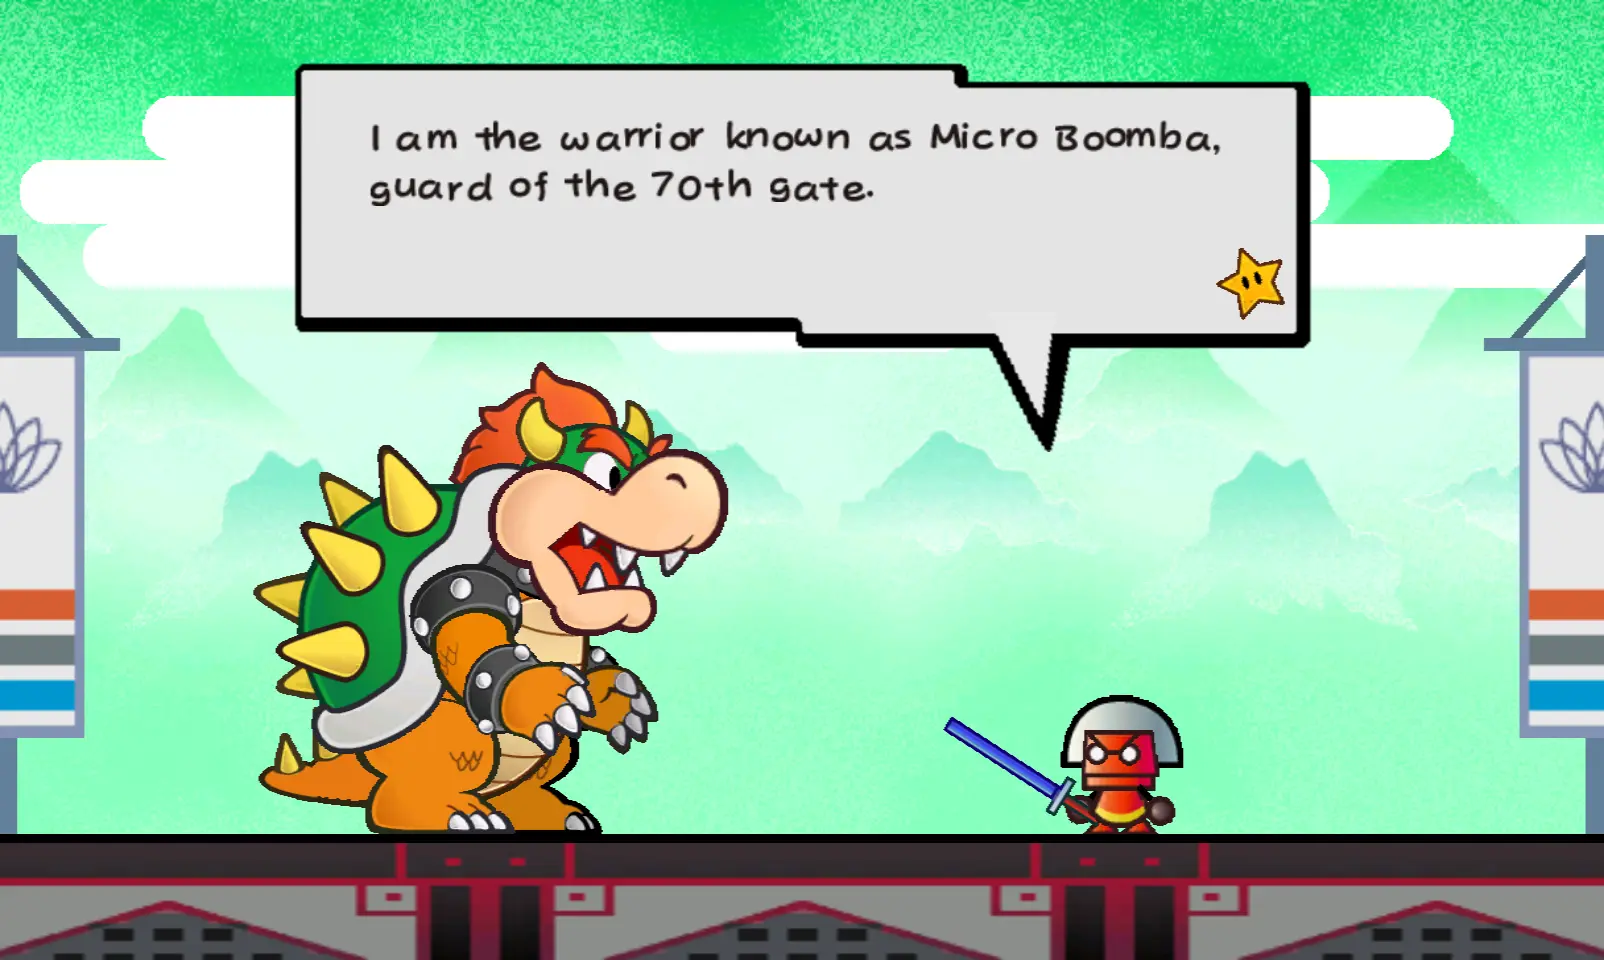 I am the warrior known as Micro Boomba,
guard of the 70th gate.